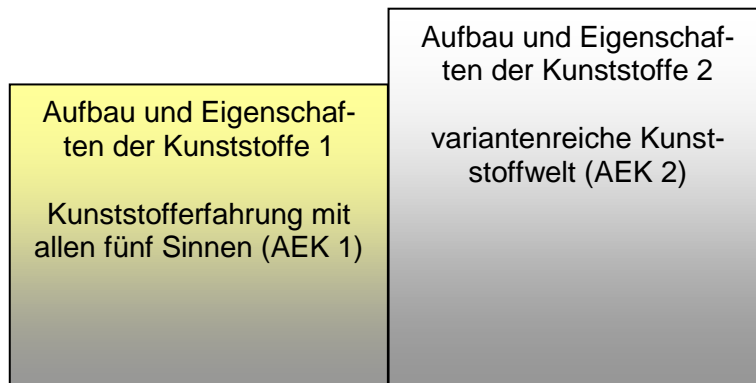 Aufbau und Eigenschaf-
ten der Kunststoffe 1
Kunststofferfahrung mit
allen fünf Sinnen (AEK 1)
Aufbau und Eigenschaf-
ten der Kunststoffe 2
variantenreiche Kunst-
stoffwelt (AEK 2)